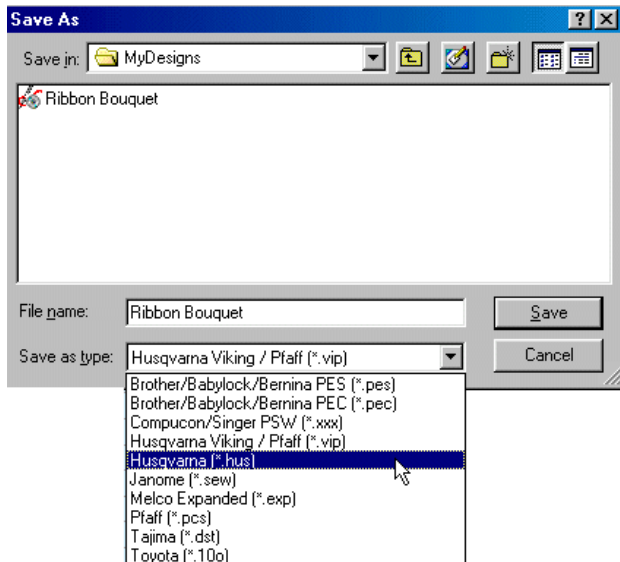 Save As
Save in: MyDesigns
Ribbon Bouquet
File name: Ribbon Bouquet Save
Save as type: Husqvarna Viking / Pfaff (*.vip) Cancel
Brother/Babylock/Bernina PES (*.pes)
Brother/Babylock/Bernina PEC (*.pec)
Compucon/Singer PSW (*.xxx)
Husqvarna Viking / Pfaff (*.vip)
Husqvarna (*.hus)
Janome (*.sew)
Melco Expanded (*.exp)
Pfaff (*.pcs)
Tajima (*.dst)
Toyota (*.10o)